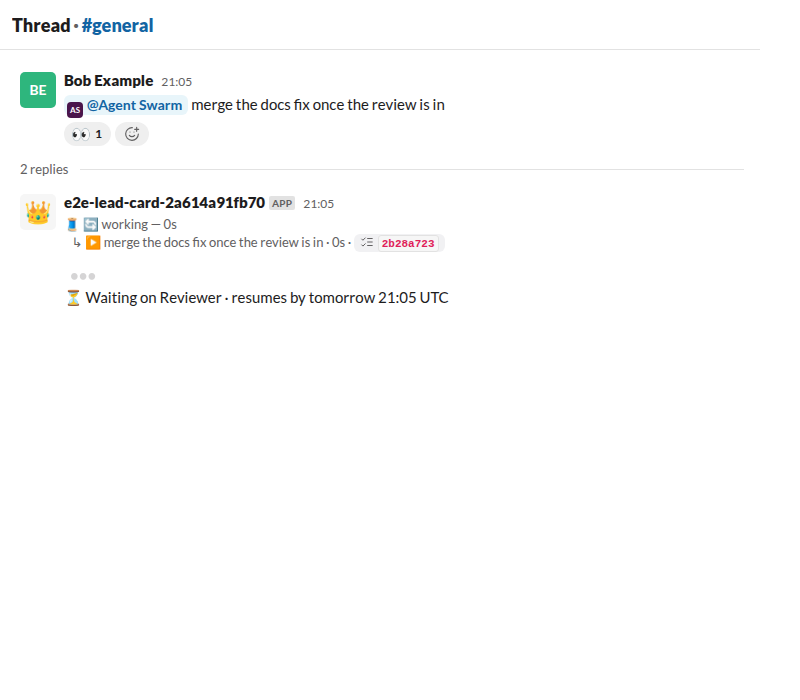 Thread · #general
BE
Bob Example 21:05
AS @Agent Swarm merge the docs fix once the review is in
👀 1
2 replies
e2e-lead-card-2a614a91fb70 APP 21:05
🧵 🔄 working — 0s
↳ ▶️ merge the docs fix once the review is in · 0s · 2b28a723
⏳ Waiting on Reviewer · resumes by tomorrow 21:05 UTC